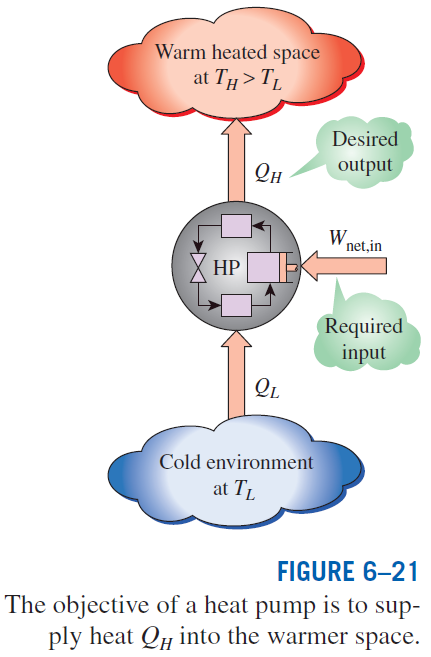 Warm heated space
at T_H > T_L
Desired
output
Q_H
W_net,in
HP
Required
input
Q_L
Cold environment
at T_L
FIGURE 6–21
The objective of a heat pump is to sup-
ply heat Q_H into the warmer space.